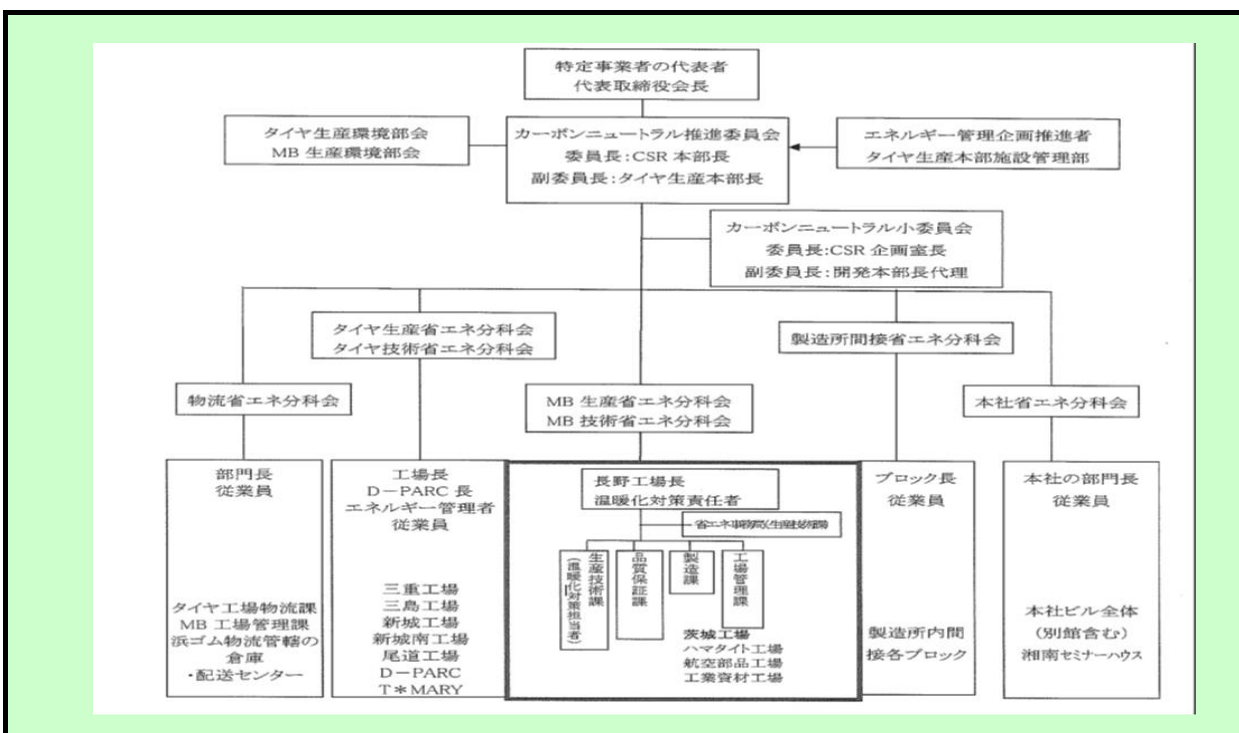 特定事業者の代表者
代表取締役会長
タイヤ生産環境部会
MB 生産環境部会
カーボンニュートラル推進委員会
委員長:CSR 本部長
副委員長:タイヤ生産本部長
エネルギー管理企画推進者
タイヤ生産本部施設管理部
カーボンニュートラル小委員会
委員長:CSR 企画室長
副委員長:開発本部長代理
タイヤ生産省エネ分科会
タイヤ技術省エネ分科会
製造所間接省エネ分科会
物流省エネ分科会
MB 生産省エネ分科会
MB 技術省エネ分科会
本社省エネ分科会
部門長
従業員
タイヤ工場物流課
MB 工場管理課
浜ゴム物流管轄の
倉庫
・配送センター
工場長
D-PARC 長
エネルギー管理者
従業員
三重工場
三島工場
新城工場
新城南工場
尾道工場
D-PARC
T*MARY
長野工場長
温暖化対策責任者
省エネ事務局(生産技術課)
生産技術課
(温暖化対策担当者)
品質保証課
製造課
工場管理課
茨城工場
ハマタイト工場
航空部品工場
工業資材工場
ブロック長
従業員
製造所内間
接各ブロック
本社の部門長
従業員
本社ビル全体
(別館含む)
湘南セミナーハウス